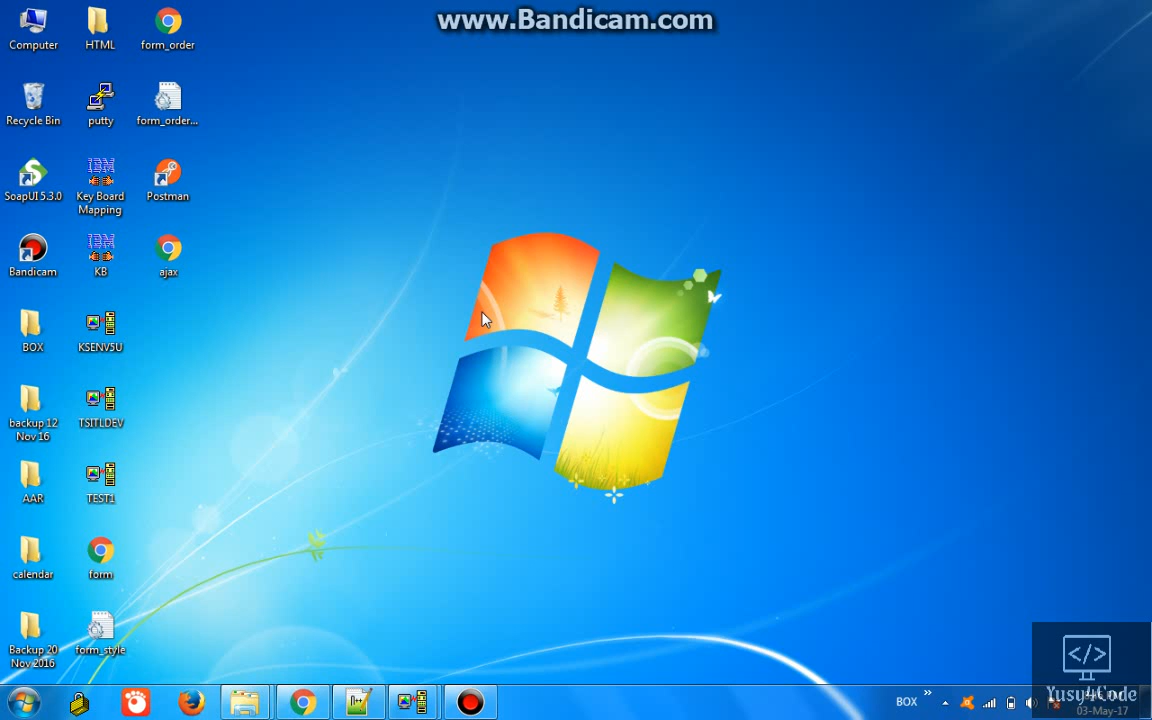 www.Bandicam.com
Computer
HTML
form_order
Recycle Bin
putty
form_order...
SoapUI 5.3.0
IBM
Key Board
Mapping
Postman
Bandicam
IBM
KB
ajax
BOX
KSENV5U
backup 12
Nov 16
TSITLDEV
AAR
TEST1
calendar
form
Backup 20
Nov 2016
form_style
BOX
Yusy4Code
03-May-17